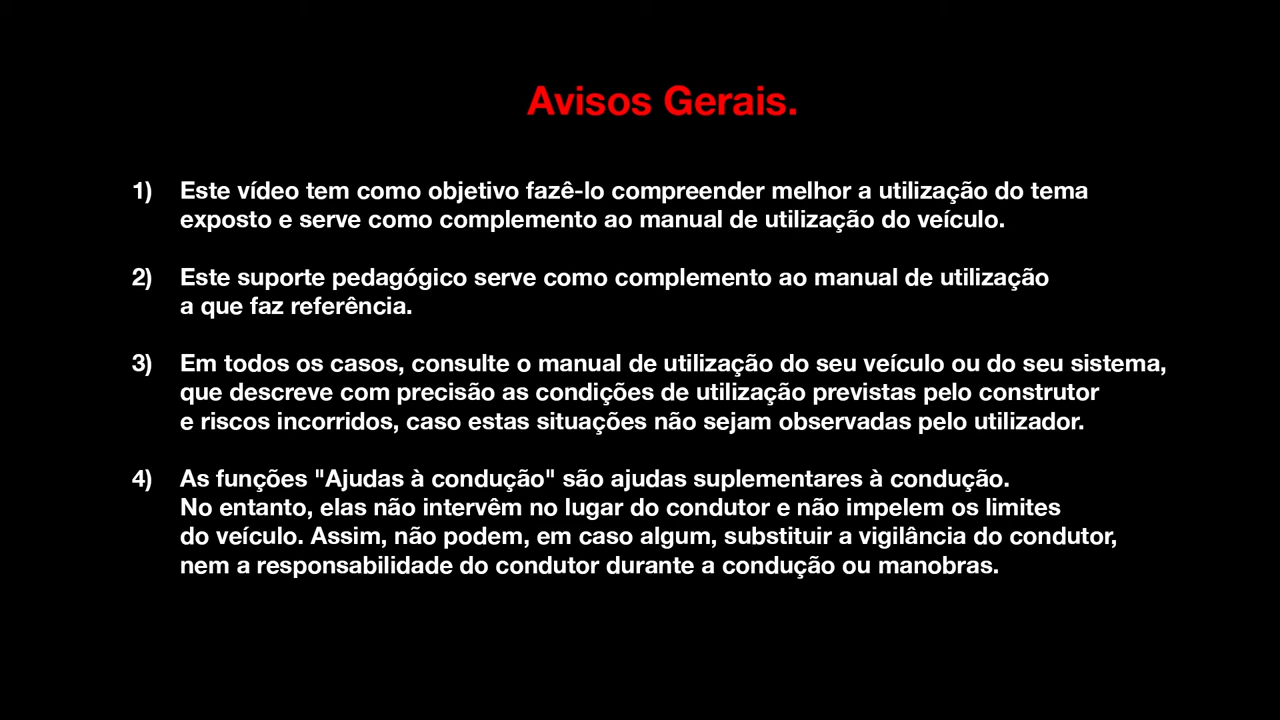 Avisos Gerais.
1) Este vídeo tem como objetivo fazê-lo compreender melhor a utilização do tema
exposto e serve como complemento ao manual de utilização do veículo.
2) Este suporte pedagógico serve como complemento ao manual de utilização
a que faz referência.
3) Em todos os casos, consulte o manual de utilização do seu veículo ou do seu sistema,
que descreve com precisão as condições de utilização previstas pelo construtor
e riscos incorridos, caso estas situações não sejam observadas pelo utilizador.
4) As funções "Ajudas à condução" são ajudas suplementares à condução.
No entanto, elas não intervêm no lugar do condutor e não impelem os limites
do veículo. Assim, não podem, em caso algum, substituir a vigilância do condutor,
nem a responsabilidade do condutor durante a condução ou manobras.